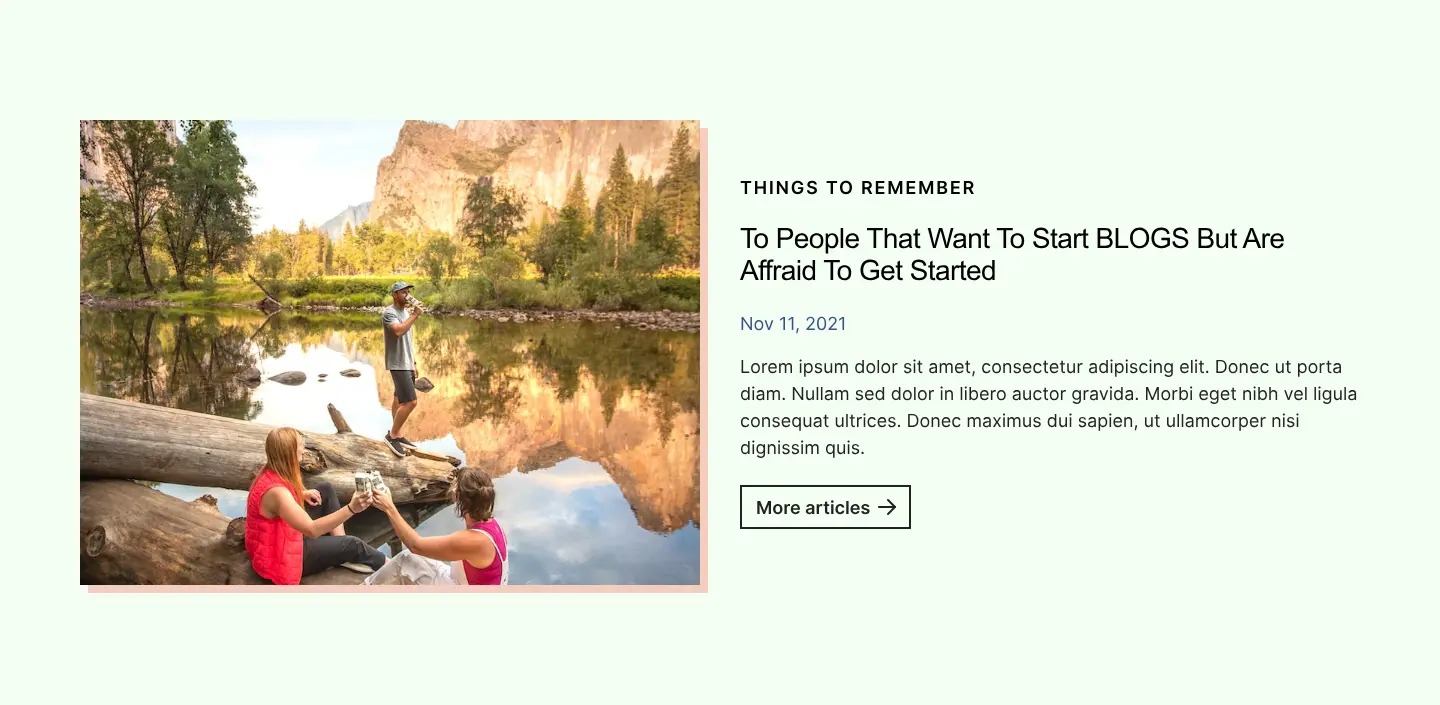 THINGS TO REMEMBER
To People That Want To Start BLOGS But Are
Affraid To Get Started
Nov 11, 2021
Lorem ipsum dolor sit amet, consectetur adipiscing elit. Donec ut porta
diam. Nullam sed dolor in libero auctor gravida. Morbi eget nibh vel ligula
consequat ultrices. Donec maximus dui sapien, ut ullamcorper nisi
dignissim quis.
More articles →